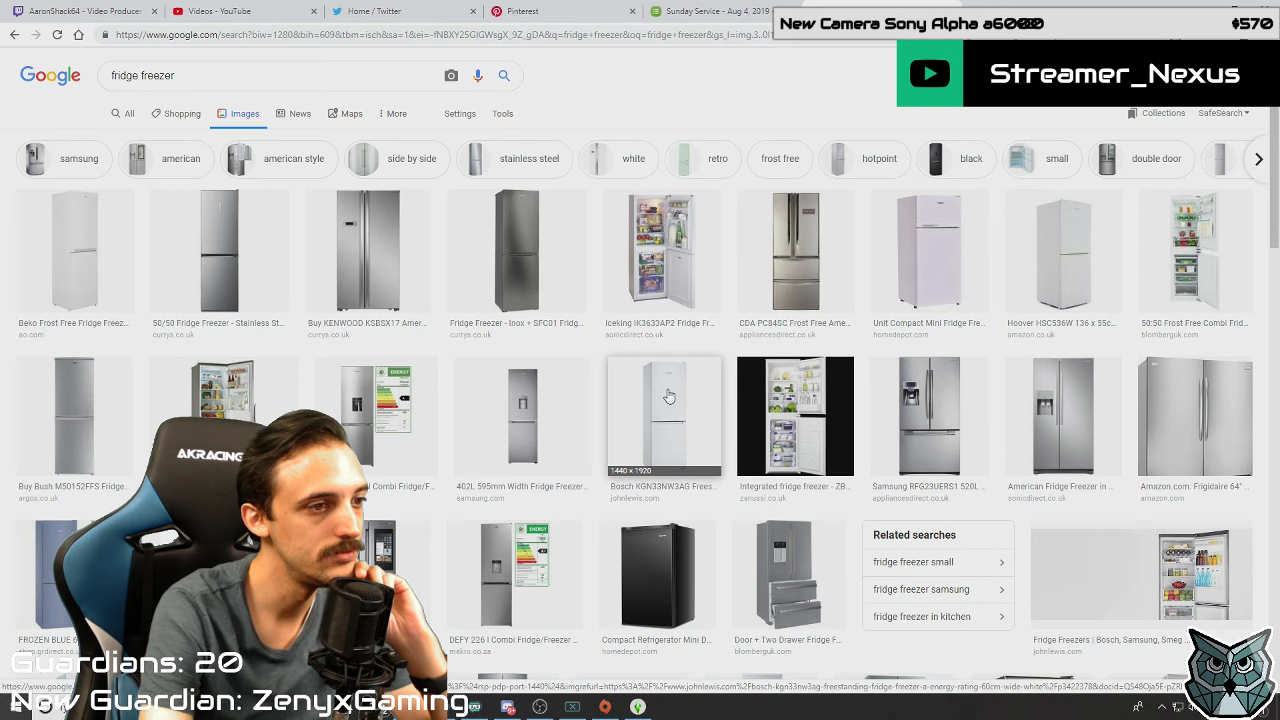 AaronShack64 - Video Producer
Videos - YouTube
Home / Twitter
Pinterest
Sunday Service - Aug 4, 2019
New Camera Sony Alpha a6000
$570
Streamer_Nexus
Google
fridge freezer
All
Shopping
Images
News
Maps
More
Settings
Tools
Collections
SafeSearch
samsung
american
american style
side by side
stainless steel
white
retro
frost free
hotpoint
black
small
double door
Beko Frost Free Fridge Freez...
50/50 Fridge Freezer - Stainless St...
Buy KENWOOD KSBSX17 Amer...
Fridge Freezer - Inox + SFC01 Fridg...
Iceking IK3633AP2 Fridge Fr...
CDA PC84SC Frost Free Ame...
Unit Compact Mini Fridge Fre...
Hoover HSC536W 136 x 55c...
50:50 Frost Free Combi Frid...
ao.com
currys.co.uk
currys.co.uk
currys.co.uk
sonicdirect.co.uk
appliancesdirect.co.uk
homedepot.com
amazon.co.uk
blomberguk.com
ENERGY
1440 × 1920
AKRACING
Buy Bush M50152FFS Fridge...
Combi Fridge/F...
402L 595mm Width Fridge Freezer...
Bosch KGN33NW3AG Frees...
Integrated fridge freezer - ZB...
Samsung RFG23UERS1 520L ...
American Fridge Freezer in ...
Amazon.com: Frigidaire 64" ...
argos.co.uk
samsung.com
johnlewis.com
zanussi.co.uk
appliancesdirect.co.uk
sonicdirect.co.uk
amazon.com
ENERGY
Related searches
fridge freezer small
fridge freezer samsung
fridge freezer in kitchen
FROZEN BLUE
DEFY 226 l Combi Fridge/Freezer ...
Compact Refrigerator Mini D...
Door + Two Drawer Fridge F...
Fridge Freezers | Bosch, Samsung, Smeg ...
makro.co.za
homedepot.com
blomberguk.com
johnlewis.com
Guardians: 20
New Guardian: ZenyxGaming